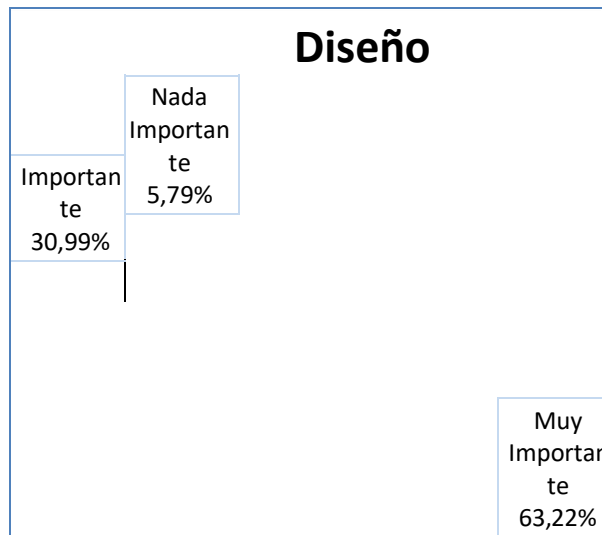 Diseño
Nada
Importan
te
5,79%
Importan
te
30,99%
Muy
Importan
te
63,22%